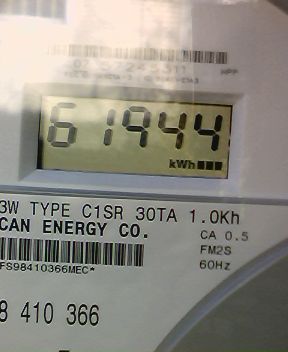 61944
kWh
3W TYPE C1SR 30TA 1.0Kh
CAN ENERGY CO.
CA 0.5
FM2S
60Hz
FS98410366MEC*
8 410 366